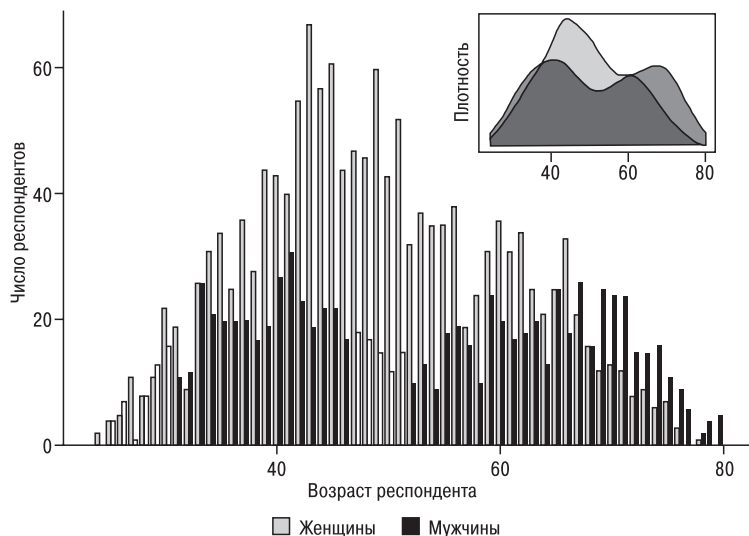 Число респондентов
60
40
20
0
40
60
80
Возраст респондента
Женщины
Мужчины
Плотность
40
60
80